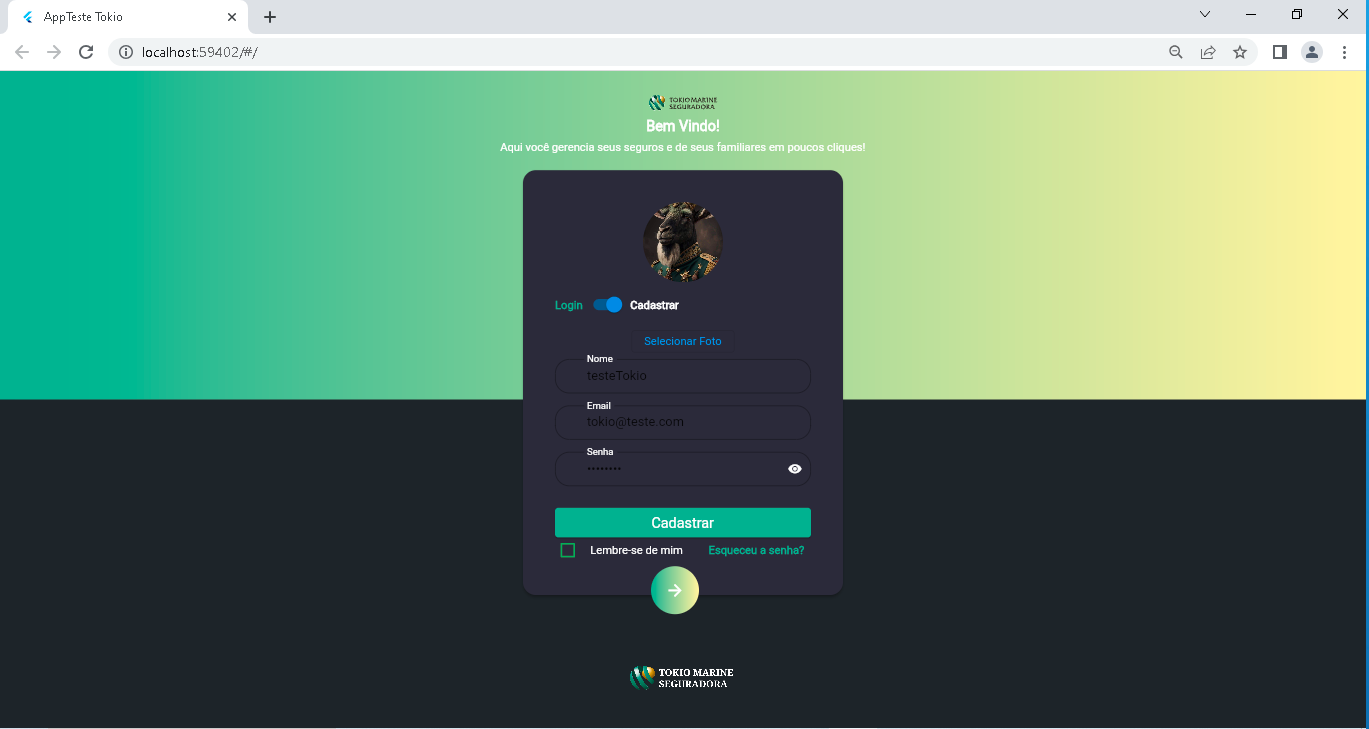 AppTeste Tokio
localhost:59402/#/
TOKIO MARINE
SEGURADORA
Bem Vindo!
Aqui você gerencia seus seguros e de seus familiares em poucos cliques!
Login Cadastrar
Selecionar Foto
Nome
testeTokio
Email
tokio@teste.com
Senha
••••••••
Cadastrar
Lembre-se de mim Esqueceu a senha?
TOKIO MARINE
SEGURADORA